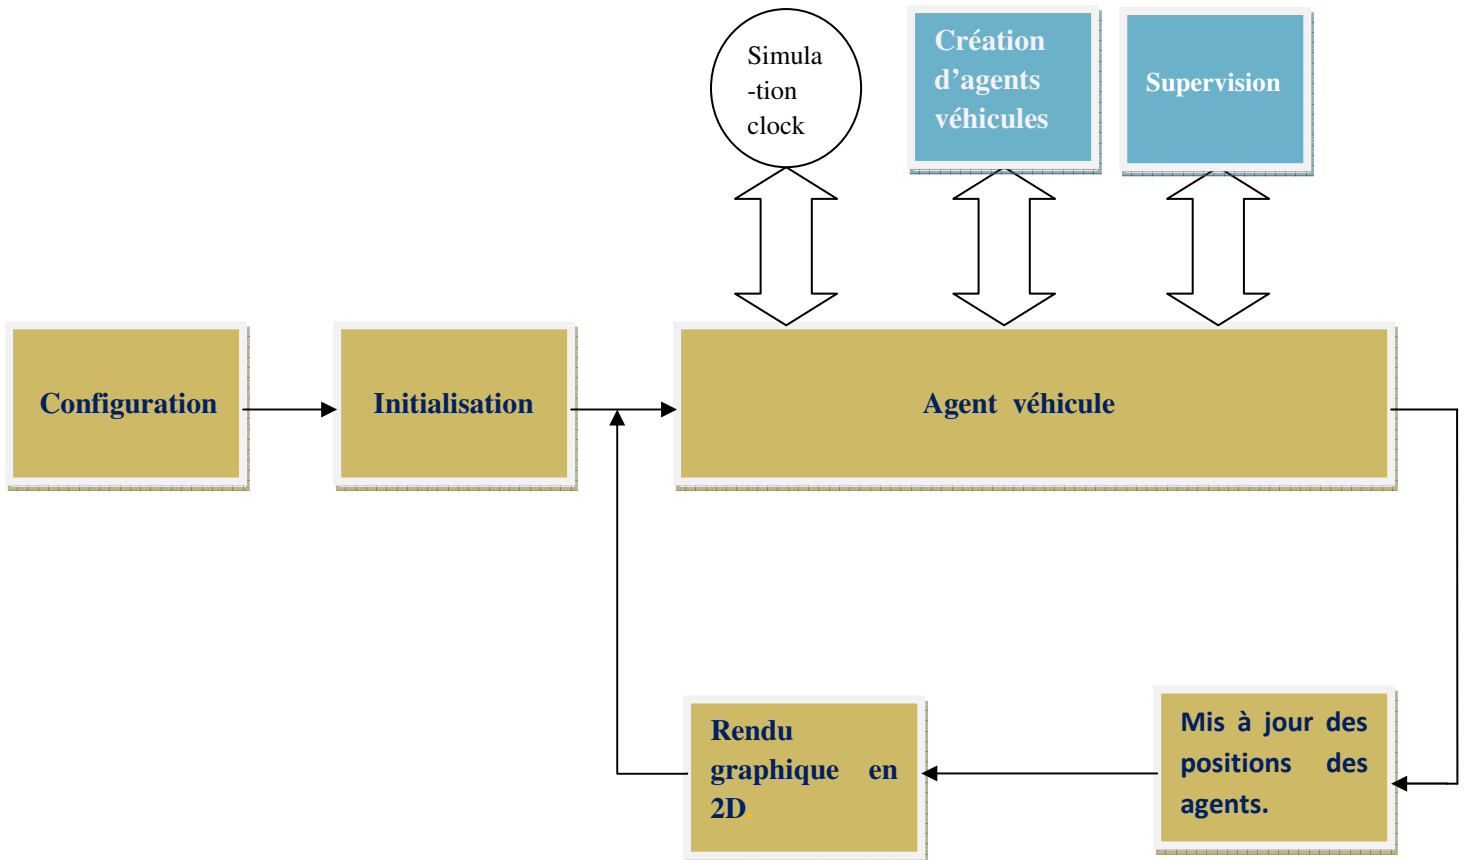 Simula
-tion
clock
Création
d’agents
véhicules
Supervision
Configuration
Initialisation
Agent véhicule
Rendu
graphique en
2D.
Mis à jour des
positions des
agents.